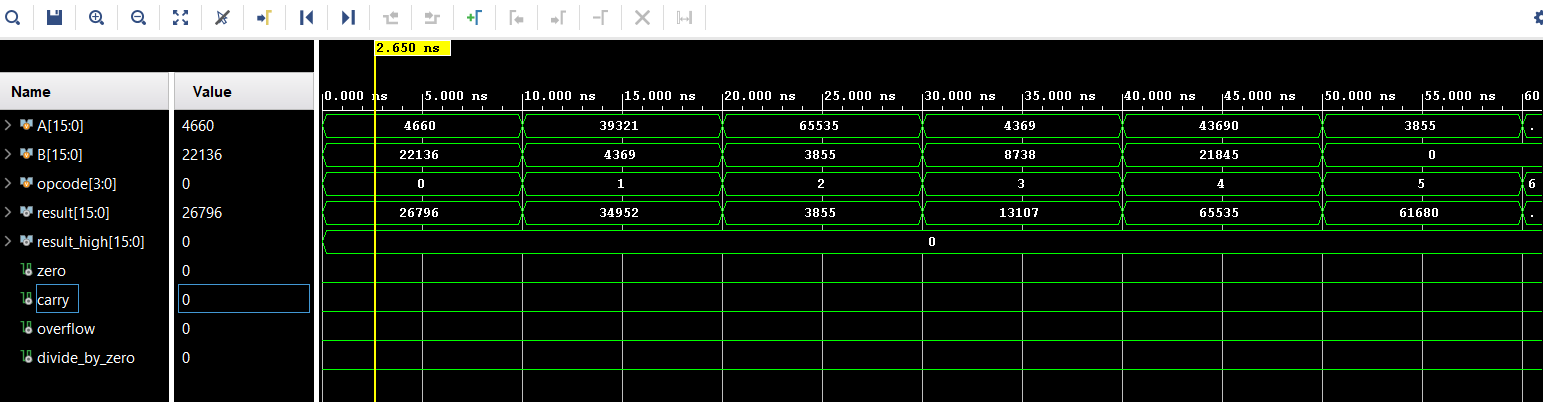 2.650 ns
Name Value
0.000 ns 5.000 ns 10.000 ns 15.000 ns 20.000 ns 25.000 ns 30.000 ns 35.000 ns 40.000 ns 45.000 ns 50.000 ns 55.000 ns 60
A[15:0] 4660 4660 39321 65535 4369 43690 3855 .
B[15:0] 22136 22136 4369 3855 8738 21845 0
opcode[3:0] 0 0 1 2 3 4 5 6
result[15:0] 26796 26796 34952 3855 13107 65535 61680 .
result_high[15:0] 0 0
zero 0
carry 0
overflow 0
divide_by_zero 0